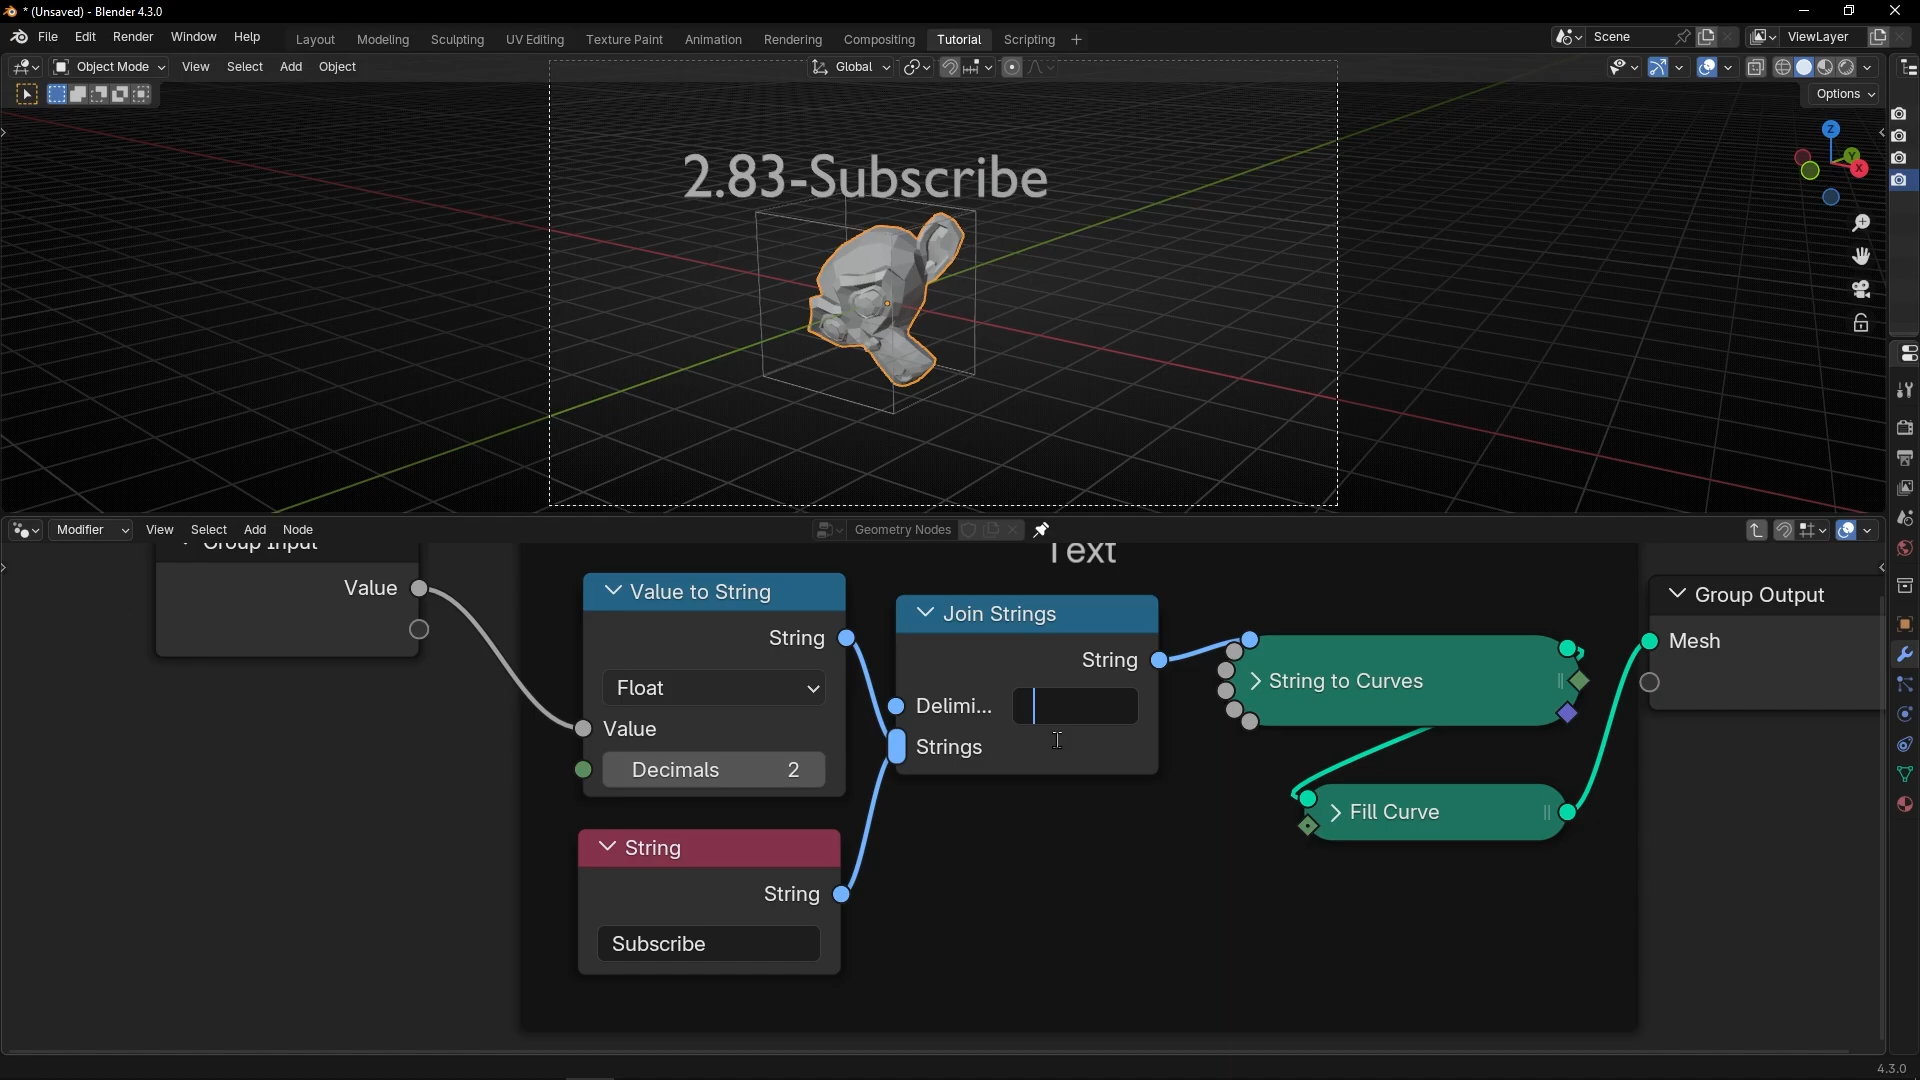 * (Unsaved) - Blender 4.3.0
File Edit Render Window Help Layout Modeling Sculpting UV Editing Texture Paint Animation Rendering Compositing Tutorial Scripting + Scene ViewLayer
Object Mode View Select Add Object Global
Options
Z
Y
X
2.83-Subscribe
Modifier View Select Add Node Geometry Nodes
Group Input
Value
Text
Value to String
String
Float
Value
Decimals 2
String
String
Subscribe
Join Strings
String
Delimi...
Strings
String to Curves
Fill Curve
Group Output
Mesh
4.3.0